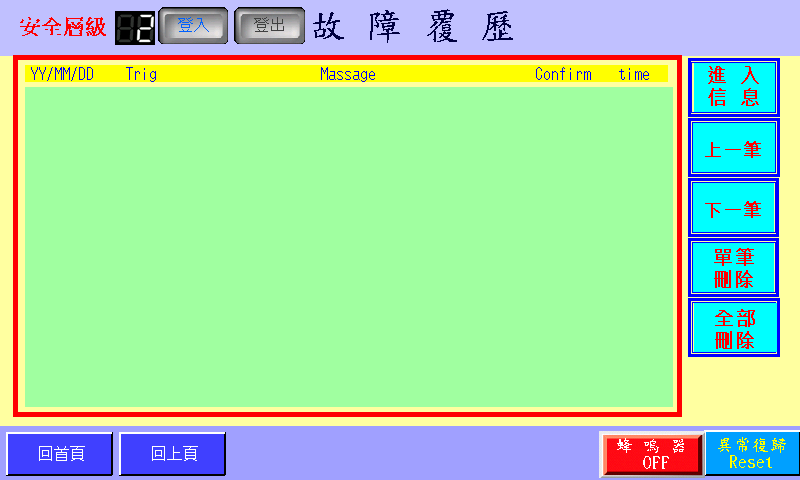 安全層級 2 登入 登出 故障覆歷
YY/MM/DD Trig Massage Confirm time
進入
信息
上一筆
下一筆
單筆
刪除
全部
刪除
回首頁 回上頁
蜂鳴器
OFF
異常復歸
Reset